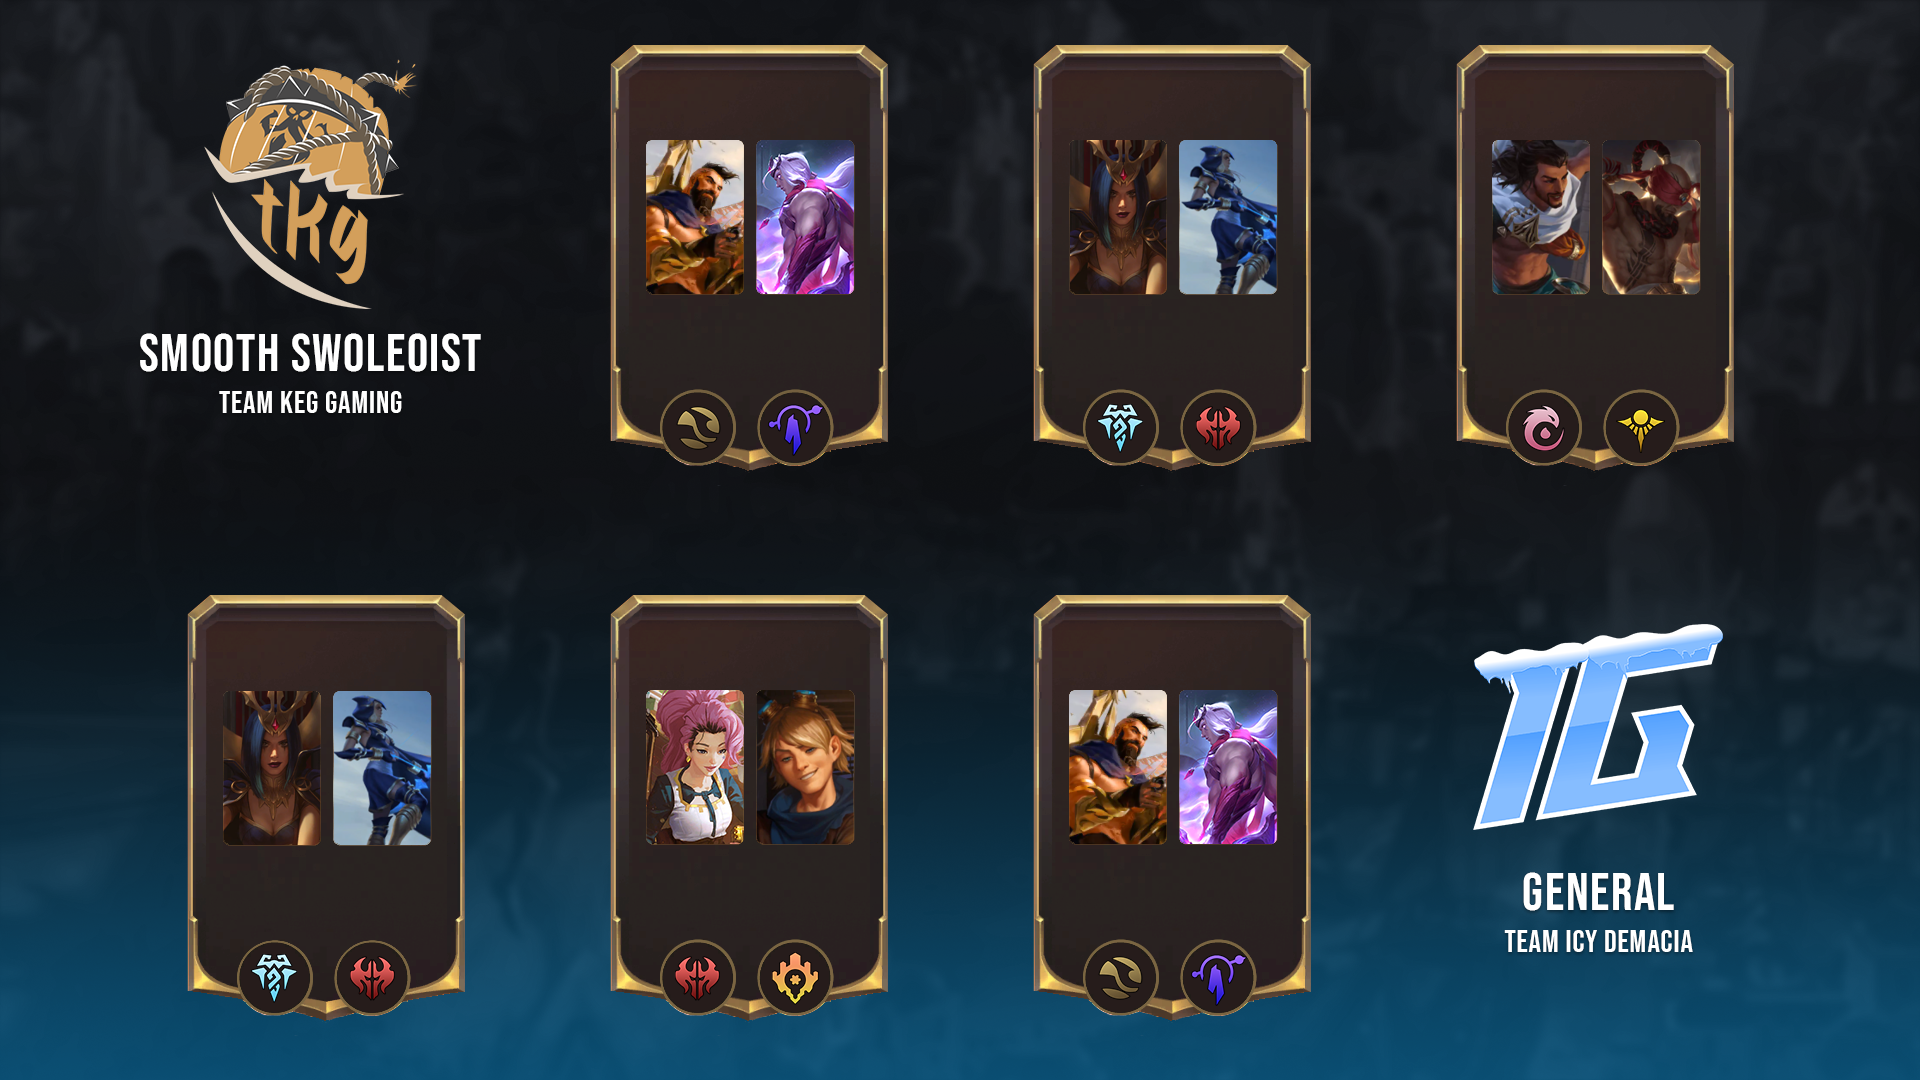 tkg
SMOOTH SWOLEOIST
TEAM KEG GAMING
IG
GENERAL
TEAM ICY DEMACIA